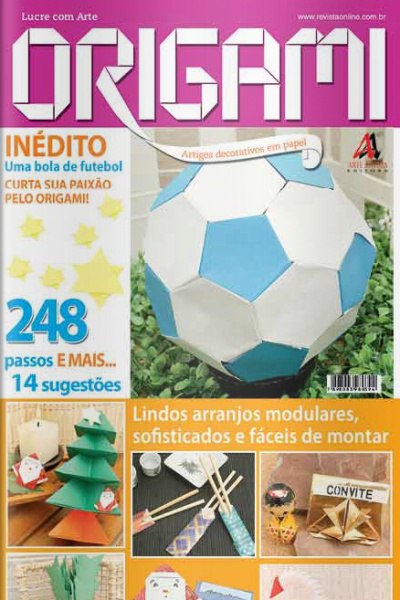 Lucre com Arte
www.revistaonline.com.br
ORIGAMI
Artigos decorativos em papel
INÉDITO
Uma bola de futebol
CURTA SUA PAIXÃO
PELO ORIGAMI!
248
passos E MAIS...
14 sugestões
EDITORA
Lindos arranjos modulares,
sofisticados e fáceis de montar
CONVITE